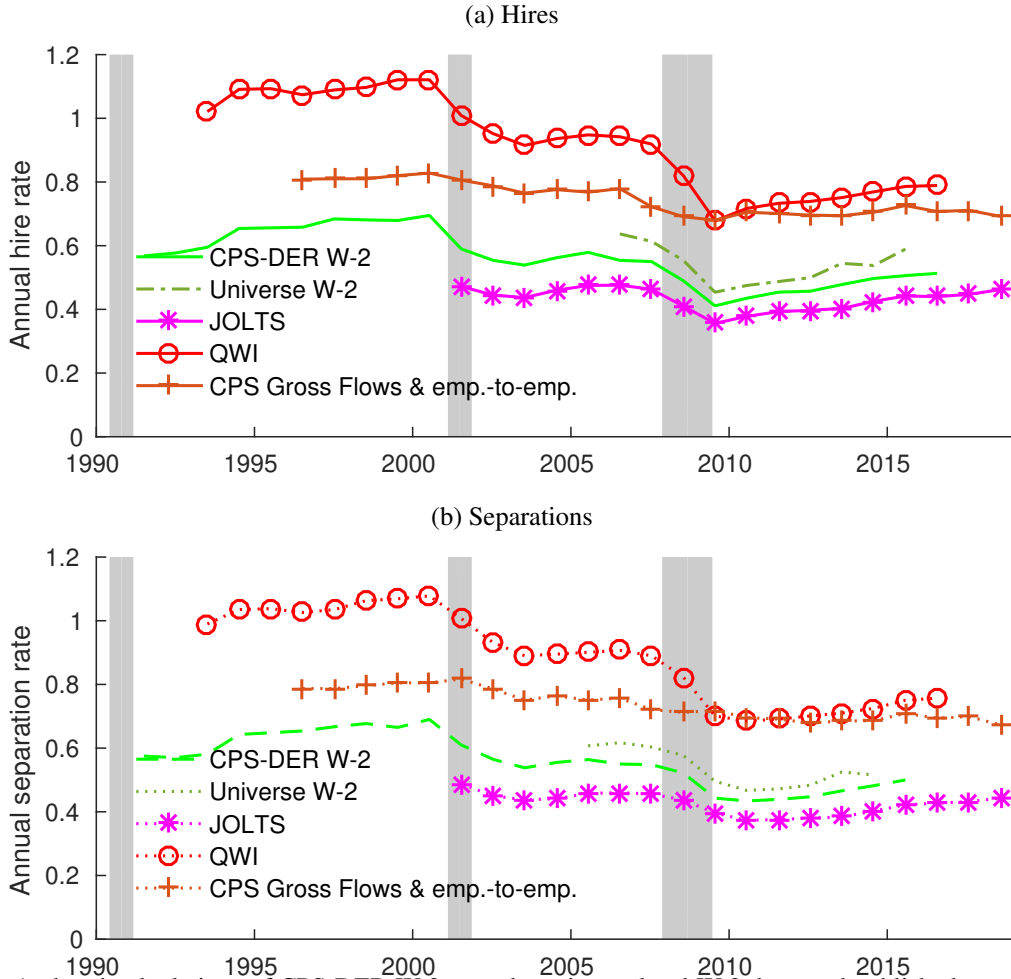 (a) Hires
1.2
1
0.8
0.6
0.4
0.2
0
Annual hire rate
CPS-DER W-2
Universe W-2
JOLTS
QWI
CPS Gross Flows & emp.-to-emp.
1990 1995 2000 2005 2010 2015
(b) Separations
1.2
1
0.8
0.6
0.4
0.2
0
Annual separation rate
CPS-DER W-2
Universe W-2
JOLTS
QWI
CPS Gross Flows & emp.-to-emp.
1990 1995 2000 2005 2010 2015